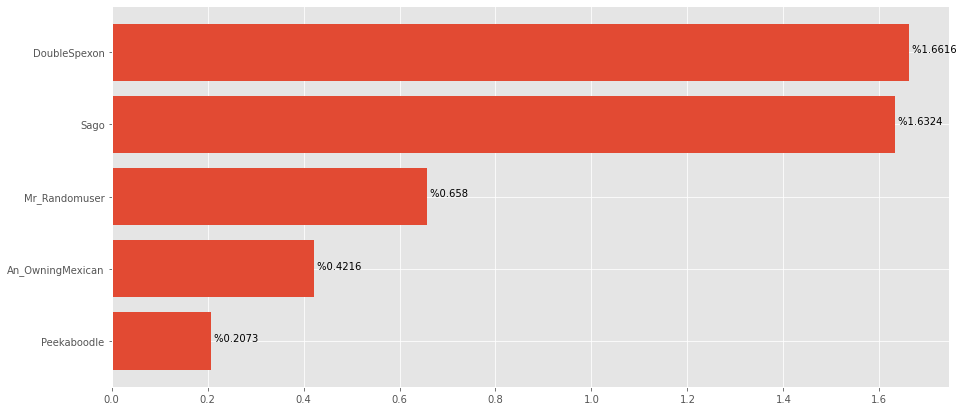 DoubleSpexon %1.6616
Sago %1.6324
Mr_Randomuser %0.658
An_OwningMexican %0.4216
Peekaboodle %0.2073
0.0 0.2 0.4 0.6 0.8 1.0 1.2 1.4 1.6